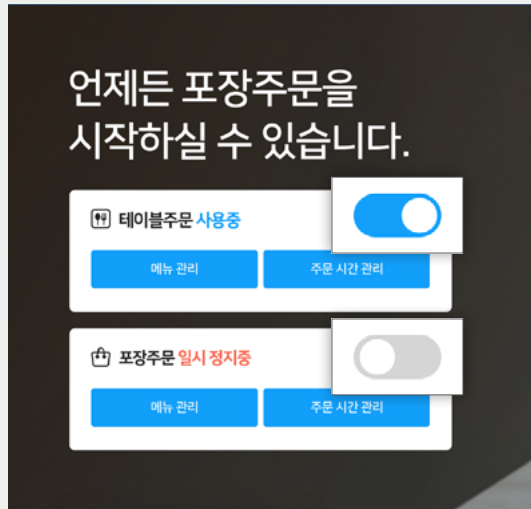 언제든 포장주문을
시작하실 수 있습니다.
테이블주문 사용중
메뉴 관리 주문 시간 관리
포장주문 일시 정지중
메뉴 관리 주문 시간 관리